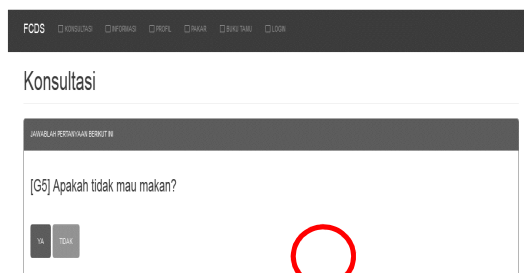 FCDS KONSULTASI INFORMASI PROFIL PAKAR BUKU TAMU LOGIN
Konsultasi
JAWABLAH PERTANYAAN BERIKUT INI
[G5] Apakah tidak mau makan?
YA TIDAK